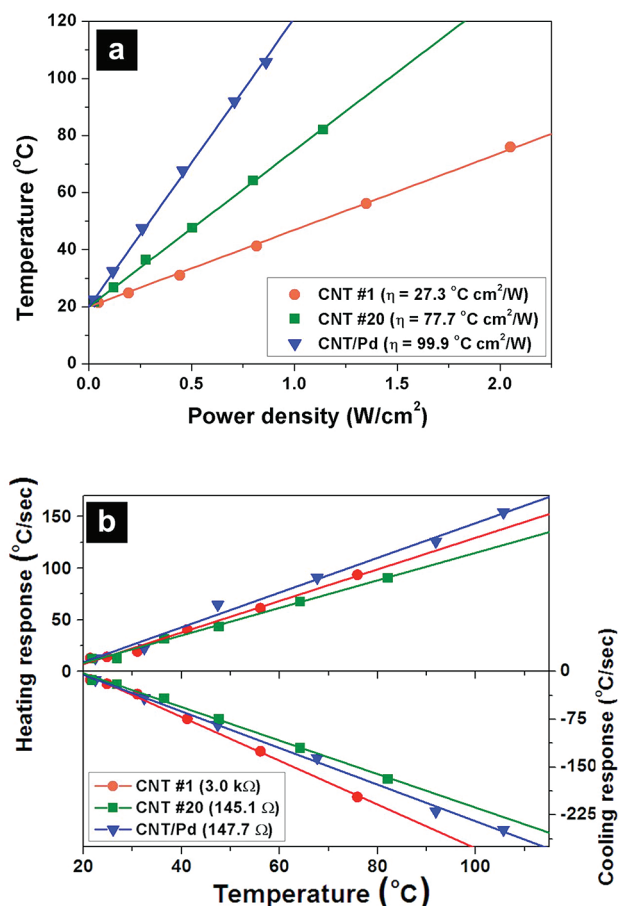 a
120
100
80
60
40
20
0
Temperature (°C)
CNT #1 (η = 27.3 °C cm²/W)
CNT #20 (η = 77.7 °C cm²/W)
CNT/Pd (η = 99.9 °C cm²/W)
0.0 0.5 1.0 1.5 2.0
Power density (W/cm²)
b
150
100
50
0
Heating response (°C/sec)
0
-75
-150
-225
Cooling response (°C/sec)
CNT #1 (3.0 kΩ)
CNT #20 (145.1 Ω)
CNT/Pd (147.7 Ω)
20 40 60 80 100
Temperature (°C)